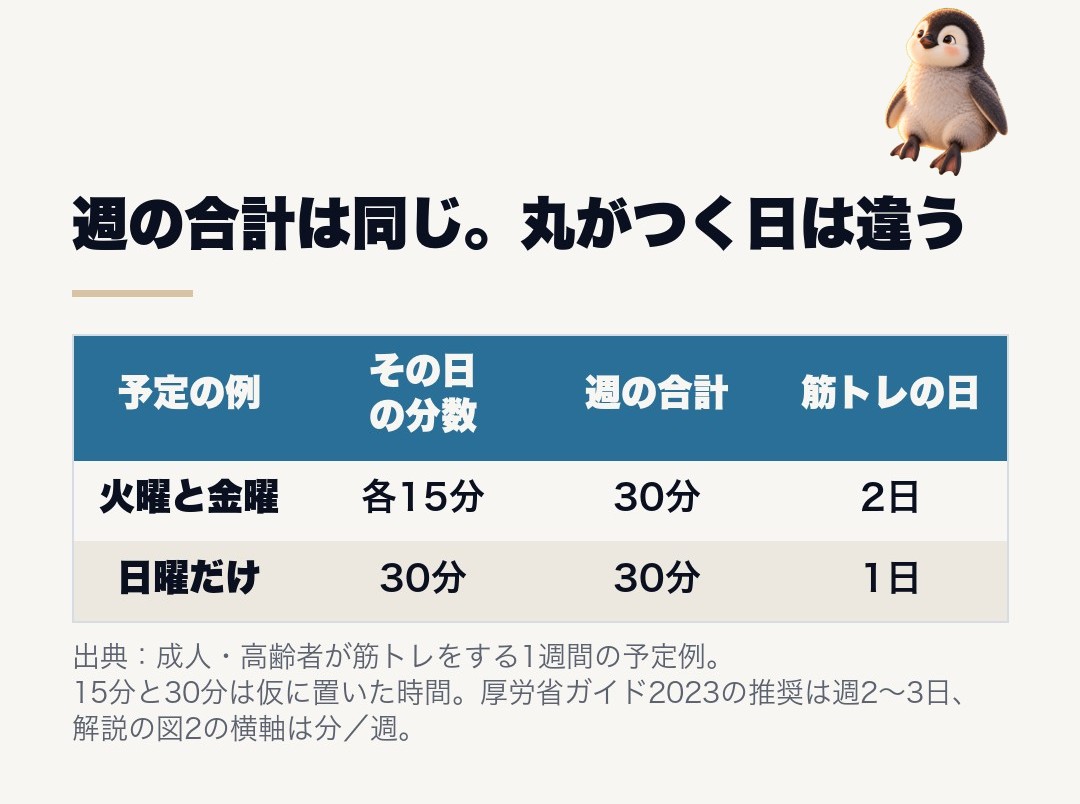 週の合計は同じ。丸がつく日は違う
予定の例 その日の分数 週の合計 筋トレの日
火曜と金曜 各15分 30分 2日
日曜だけ 30分 30分 1日
出典：成人・高齢者が筋トレをする1週間の予定例。
15分と30分は仮に置いた時間。厚労省ガイド2023の推奨は週2〜3日、
解説の図2の横軸は分／週。